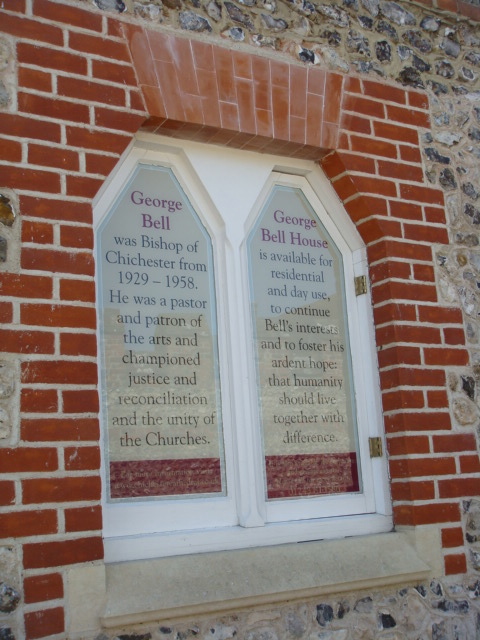 George
Bell
was Bishop of
Chichester from
1929 – 1958.
He was a pastor
and patron of
the arts and
championed
justice and
reconciliation
and the unity of
the Churches.
George
Bell House
is available for
residential
and day use,
to continue
Bell's interests
and to foster his
ardent hope:
that humanity
should live
together with
difference.